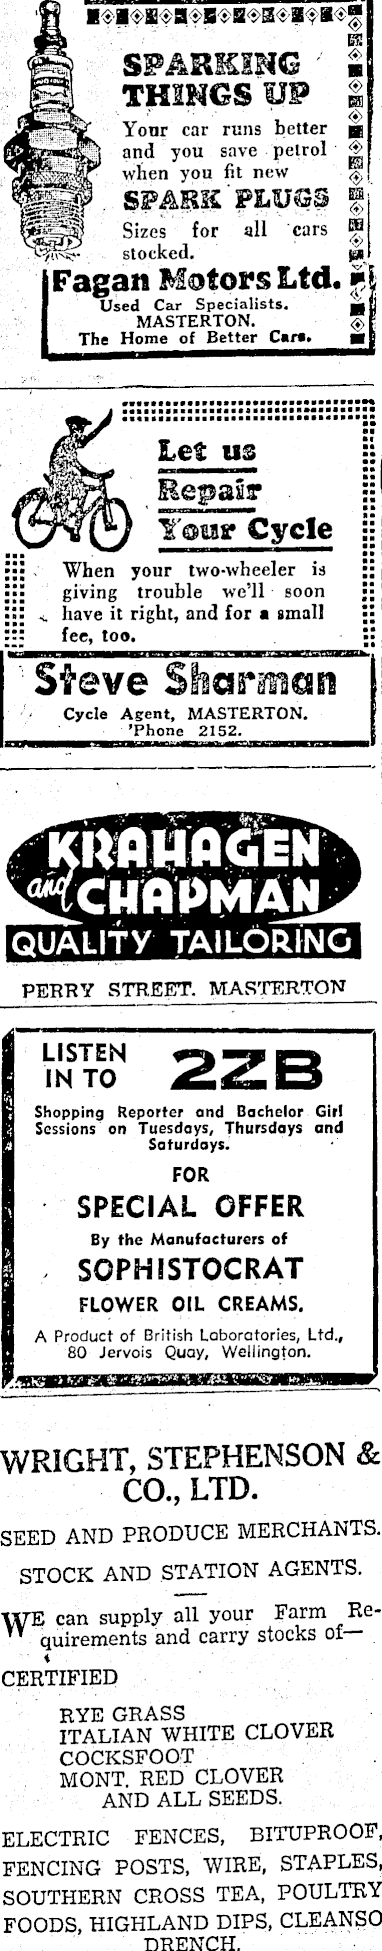 SPARKING
THINGS UP
Your car runs better
and you save petrol
when you fit new
SPARK PLUGS
Sizes for all cars
stocked.
Fagan Motors Ltd.
Used Car Specialists.
MASTERTON.
The Home of Better Cars.
Let us
Repair
Your Cycle
When your two-wheeler is
giving trouble we'll soon
have it right, and for a small
fee, too.
Steve Sharman
Cycle Agent, MASTERTON.
'Phone 2152.
KRAHAGEN
and CHAPMAN
QUALITY TAILORING
PERRY STREET. MASTERTON
LISTEN
IN TO 2ZB
Shopping Reporter and Bachelor Girl
Sessions on Tuesdays, Thursdays and
Saturdays.
FOR
SPECIAL OFFER
By the Manufacturers of
SOPHISTOCRAT
FLOWER OIL CREAMS.
A Product of British Laboratories, Ltd.,
80 Jervois Quay, Wellington.
WRIGHT, STEPHENSON &
CO., LTD.
SEED AND PRODUCE MERCHANTS.
STOCK AND STATION AGENTS.
WE can supply all your Farm Re-
quirements and carry stocks of—
CERTIFIED
RYE GRASS
ITALIAN WHITE CLOVER
COCKSFOOT
MONT. RED CLOVER
AND ALL SEEDS.
ELECTRIC FENCES, BITUPROOF,
FENCING POSTS, WIRE, STAPLES,
SOUTHERN CROSS TEA, POULTRY
FOODS, HIGHLAND DIPS, CLEANSO
DRENCH.